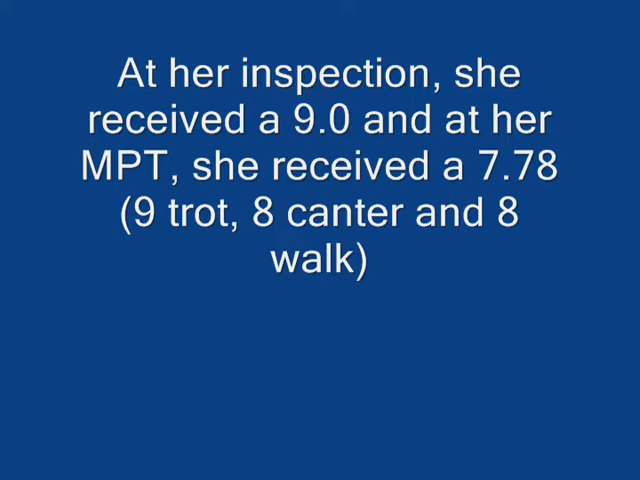 At her inspection, she
received a 9.0 and at her
MPT, she received a 7.78
(9 trot, 8 canter and 8
walk)